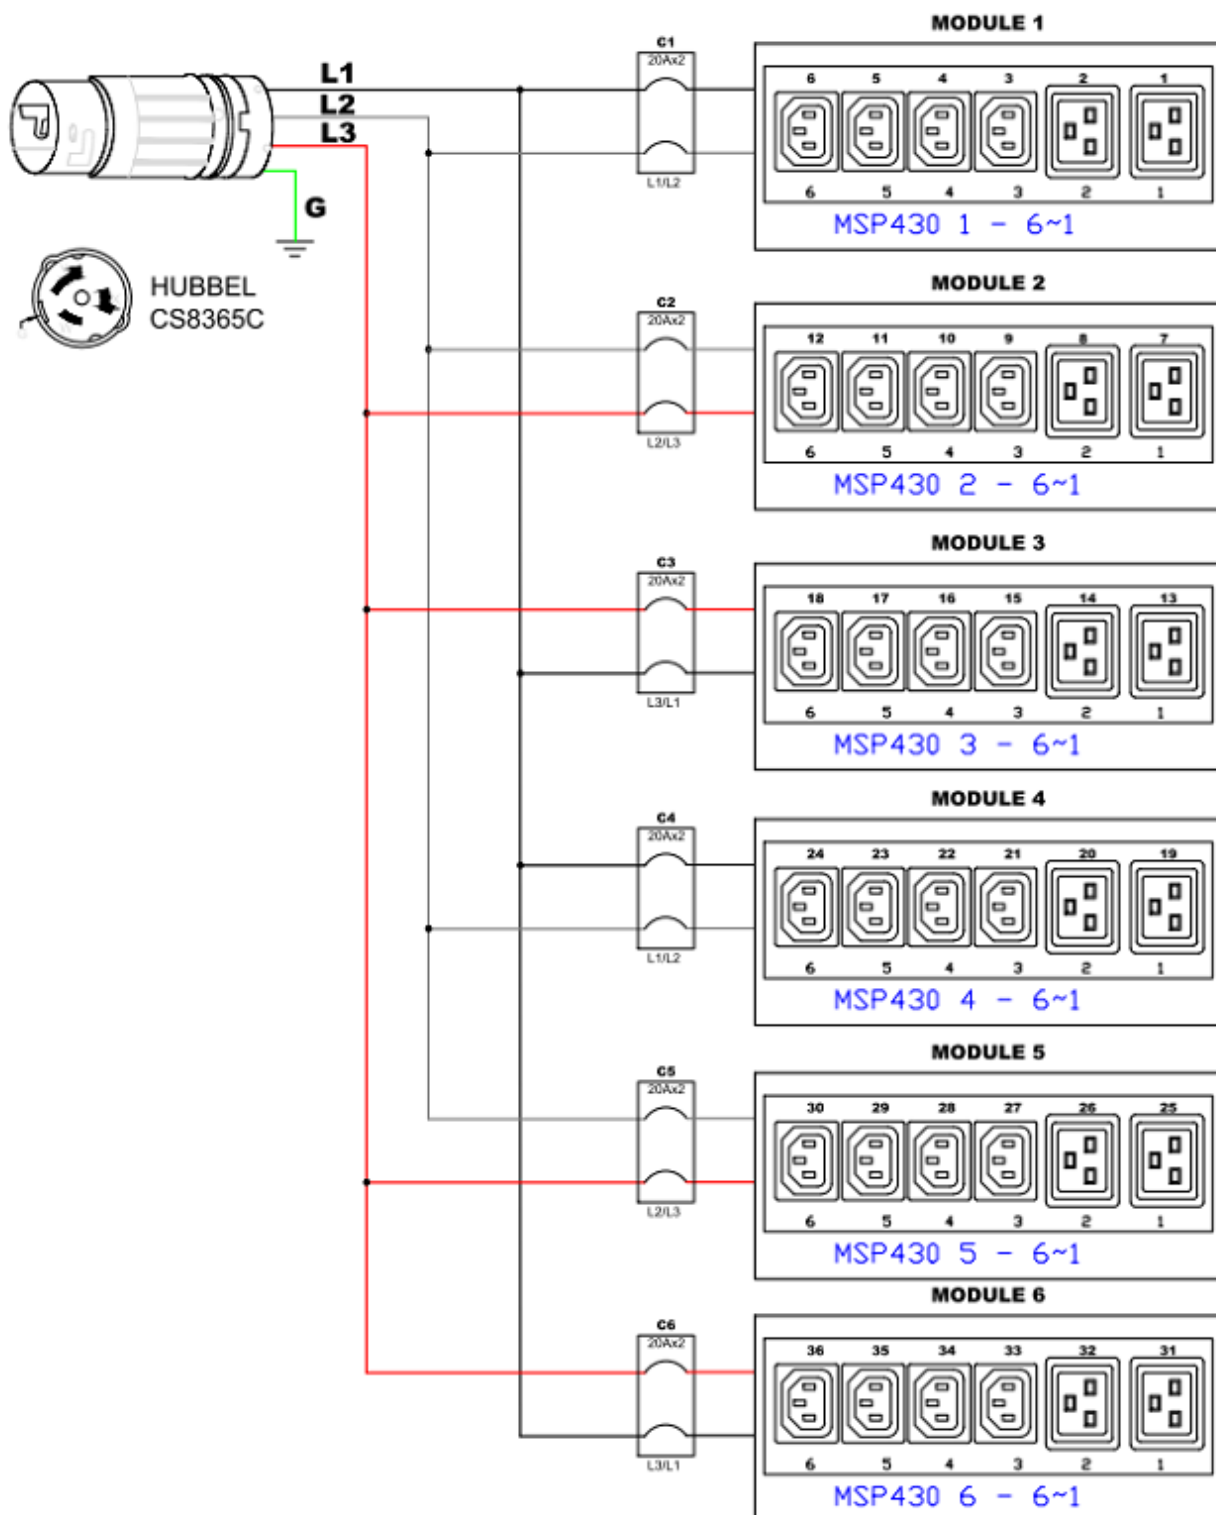 MODULE 1
C1
20Ax2
L1
L2
L3
G
6 5 4 3 2 1
L1/L2
6 5 4 3 2 1
MSP430 1 - 6~1
HUBBEL
CS8365C
MODULE 2
C2
20Ax2
12 11 10 9 8 7
L2/L3
6 5 4 3 2 1
MSP430 2 - 6~1
MODULE 3
C3
20Ax2
18 17 16 15 14 13
L3/L1
6 5 4 3 2 1
MSP430 3 - 6~1
MODULE 4
C4
20Ax2
24 23 22 21 20 19
L1/L2
6 5 4 3 2 1
MSP430 4 - 6~1
MODULE 5
C5
20Ax2
30 29 28 27 26 25
L2/L3
6 5 4 3 2 1
MSP430 5 - 6~1
MODULE 6
C6
20Ax2
36 35 34 33 32 31
L3/L1
6 5 4 3 2 1
MSP430 6 - 6~1